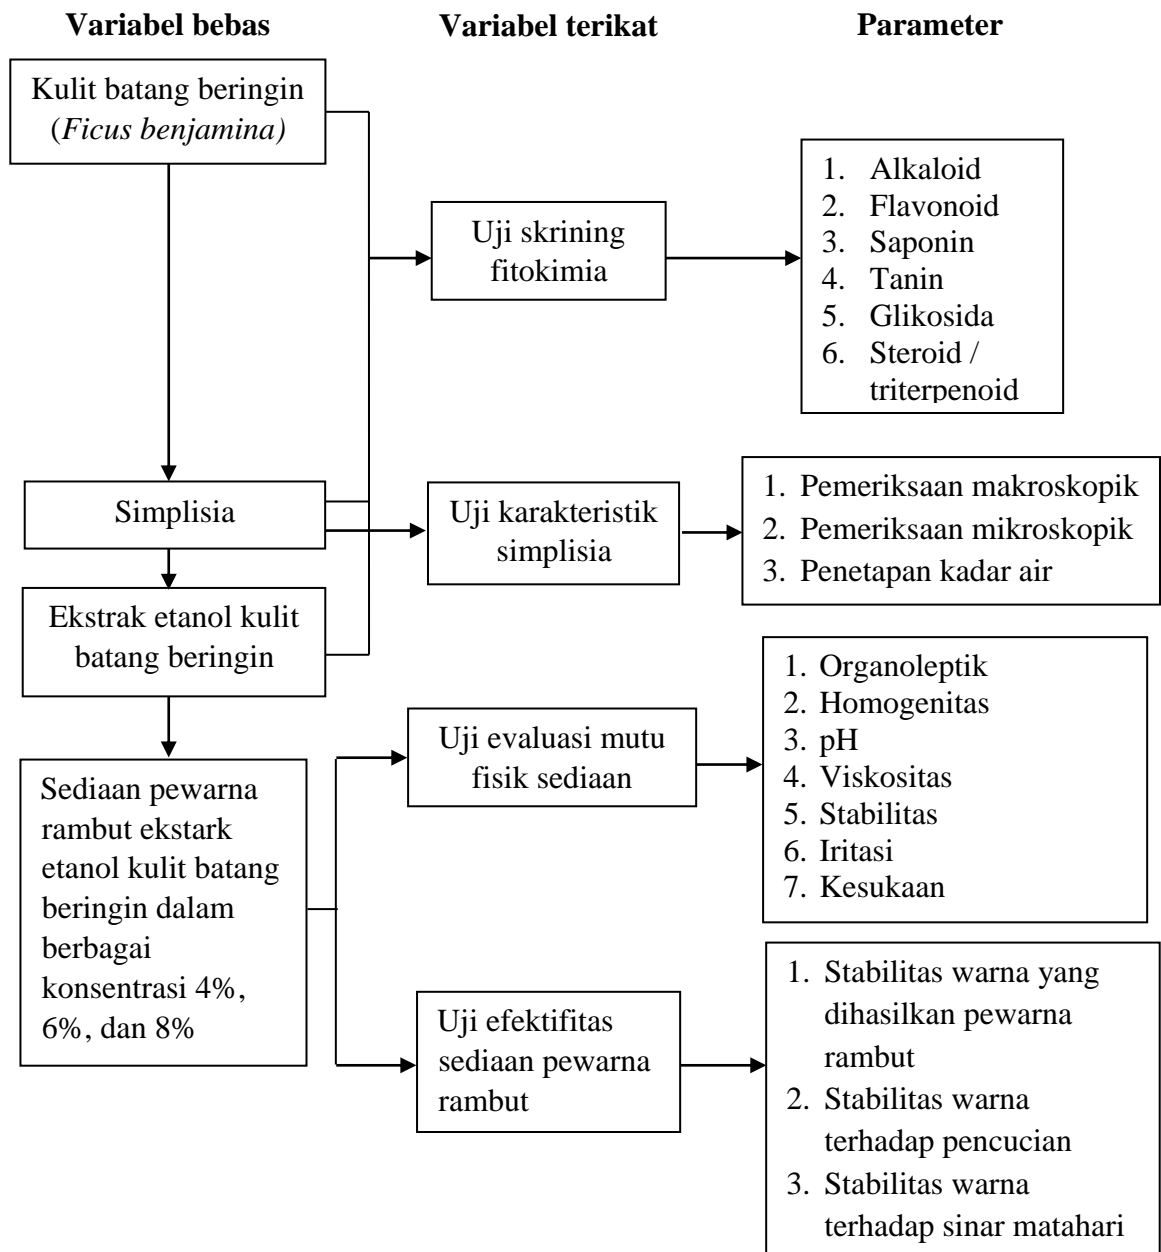 Variabel bebas
Variabel terikat
Parameter
Kulit batang beringin
(Ficus benjamina)
Uji skrining
fitokimia
1. Alkaloid
2. Flavonoid
3. Saponin
4. Tanin
5. Glikosida
6. Steroid /
triterpenoid
Simplisia
Uji karakteristik
simplisia
1. Pemeriksaan makroskopik
2. Pemeriksaan mikroskopik
3. Penetapan kadar air
Ekstrak etanol kulit
batang beringin
Uji evaluasi mutu
fisik sediaan
1. Organoleptik
2. Homogenitas
3. pH
4. Viskositas
5. Stabilitas
6. Iritasi
7. Kesukaan
Sediaan pewarna
rambut ekstark
etanol kulit batang
beringin dalam
berbagai
konsentrasi 4%,
6%, dan 8%
Uji efektifitas
sediaan pewarna
rambut
1. Stabilitas warna yang
dihasilkan pewarna
rambut
2. Stabilitas warna
terhadap pencucian
3. Stabilitas warna
terhadap sinar matahari